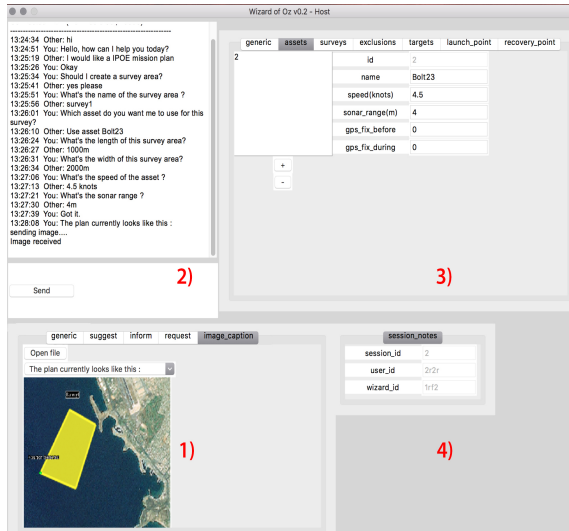 Wizard of Oz v0.2 - Host
13:24:34 Other: hi
13:24:51 You: Hello, how can I help you today?
13:25:19 Other: I would like a IPOE mission plan
13:25:26 You: Okay
13:25:34 You: Should I create a survey area?
13:25:41 Other: yes please
13:25:51 You: What's the name of the survey area ?
13:25:56 Other: survey1
13:26:01 You: Which asset do you want me to use for this
survey?
13:26:10 Other: Use asset Bolt23
13:26:24 You: What's the length of this survey area?
13:26:27 Other: 1000m
13:26:31 You: What's the width of this survey area?
13:26:34 Other: 2000m
13:27:06 You: What's the speed of the asset ?
13:27:13 Other: 4.5 knots
13:27:21 You: What's the sonar range ?
13:27:30 Other: 4m
13:27:39 You: Got it.
13:28:08 You: The plan currently looks like this :
sending image....
Image received
Send
2)
generic assets surveys exclusions targets launch_point recovery_point
2
id 2
name Bolt23
speed(knots) 4.5
sonar_range(m) 4
gps_fix_before 0
gps_fix_during 0
+
-
3)
generic suggest inform request image_caption
Open file
The plan currently looks like this :
1)
session_notes
session_id 2
user_id 2r2r
wizard_id 1rf2
4)